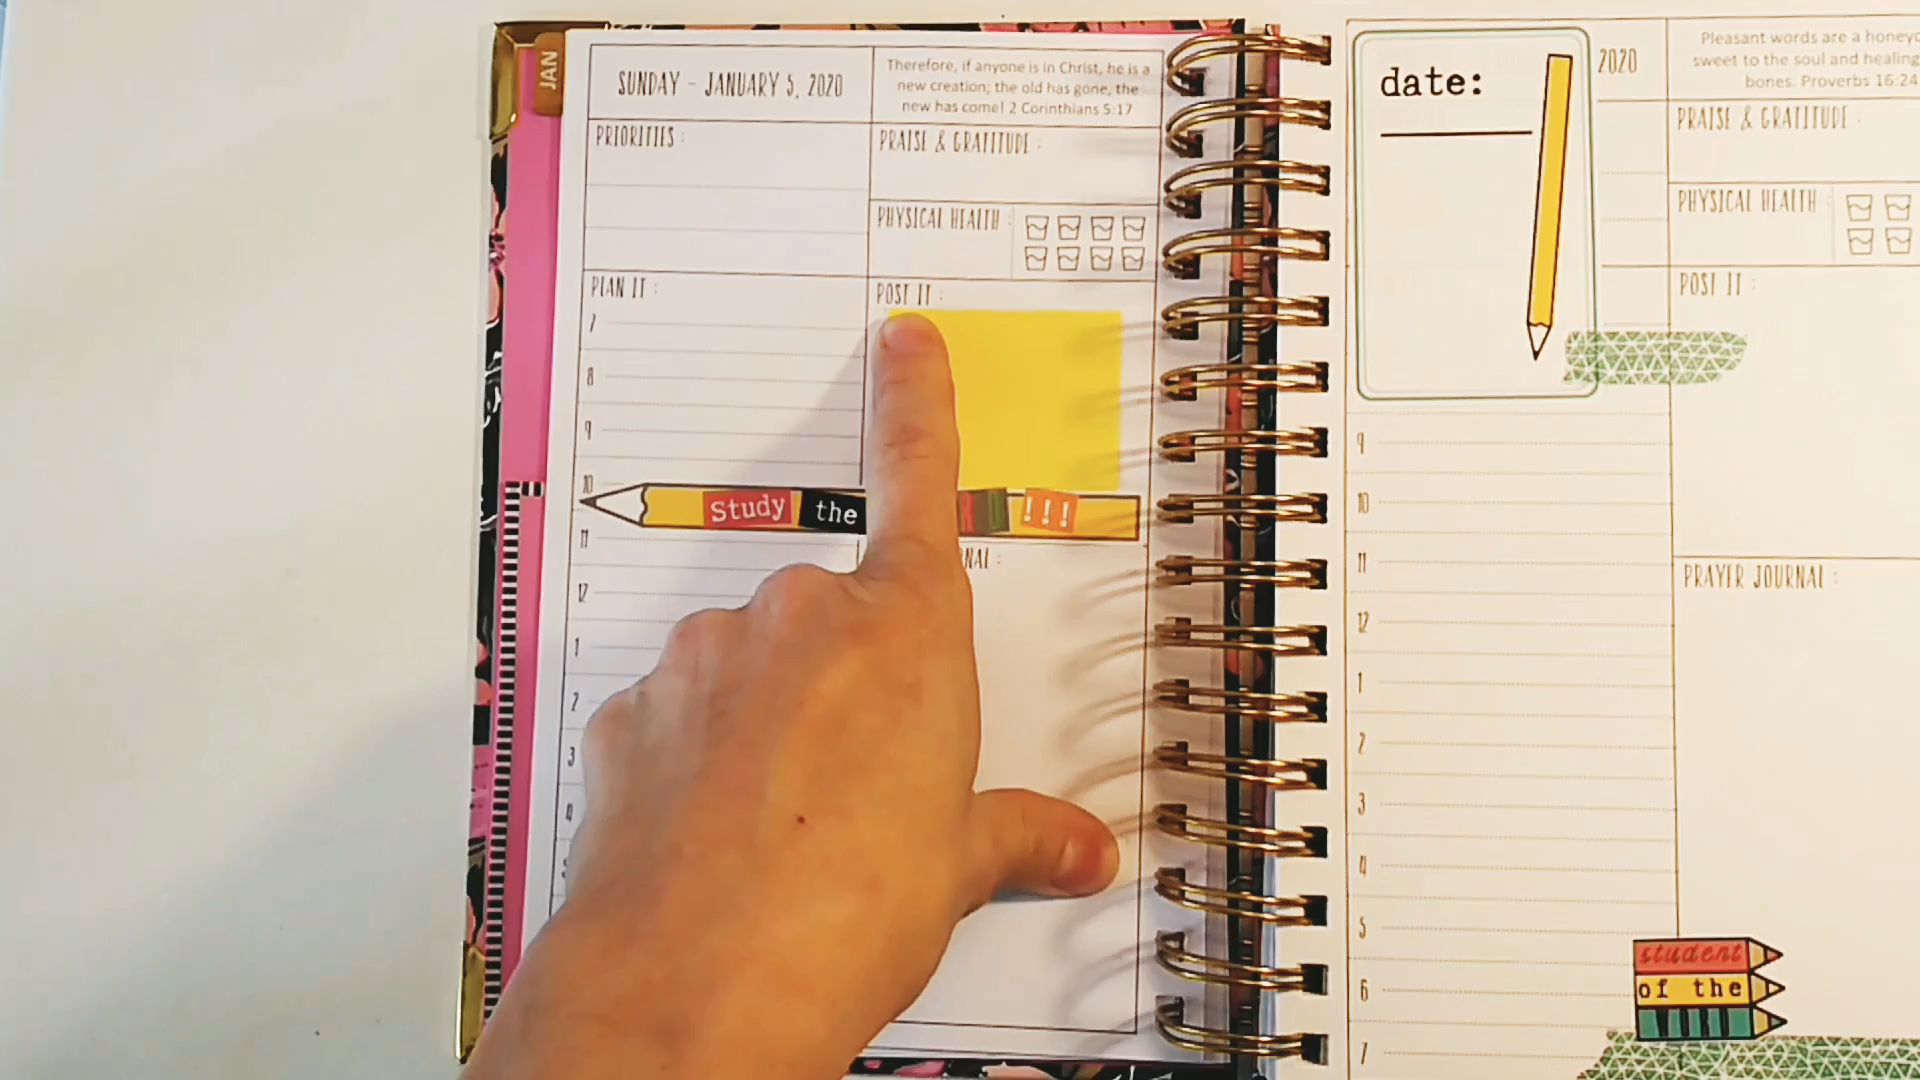 JAN
SUNDAY - JANUARY 5, 2020
Therefore, if anyone is in Christ, he is a
new creation; the old has gone, the
new has come! 2 Corinthians 5:17
PRIORITIES :
PRAISE & GRATITUDE :
PHYSICAL HEALTH :
PLAN IT :
POST IT :
7
8
9
10
Study the !!!
11
12
1
2
3
4
date:
2020
Pleasant words are a
sweet to the soul and healing
bones. Proverbs 16:24
PRAISE & GRATITUDE :
PHYSICAL HEALTH :
POST IT :
9
10
11
12
1
2
3
4
5
6
7
PRAYER JOURNAL :
student
of the
WORD